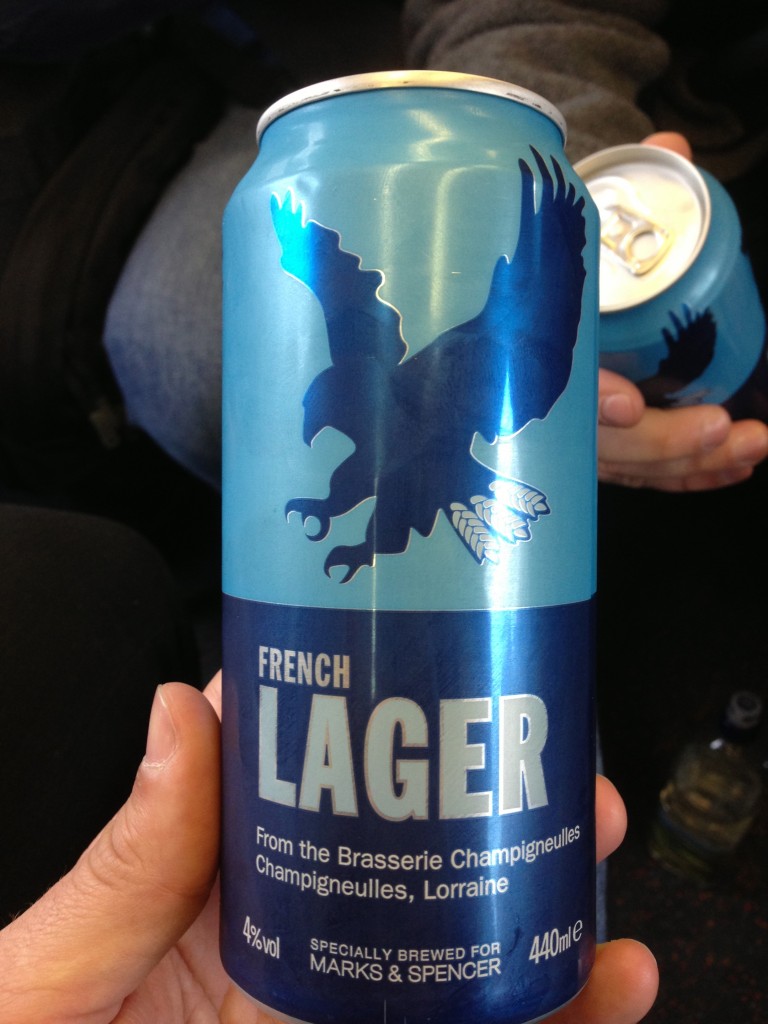 FRENCH
LAGER
From the Brasserie Champigneulles
Champigneulles, Lorraine
4%vol
SPECIALLY BREWED FOR
MARKS & SPENCER
440ml e